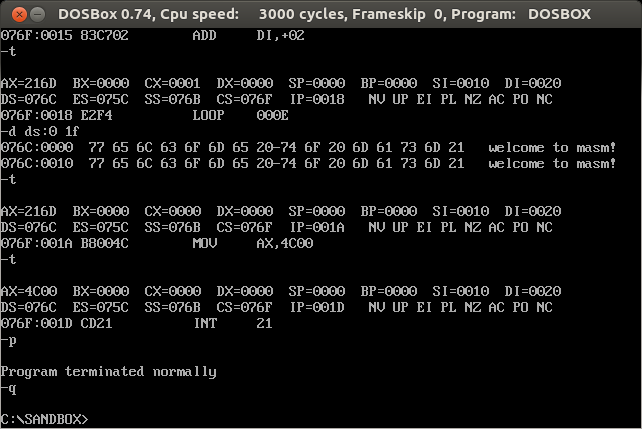 DOSBox 0.74, Cpu speed:     3000 cycles, Frameskip  0, Program:   DOSBOX
076F:0015 83C702        ADD     DI,+02
-t

AX=216D  BX=0000  CX=0001  DX=0000  SP=0000  BP=0000  SI=0010  DI=0020
DS=076C  ES=075C  SS=076B  CS=076F  IP=0018   NV UP EI PL NZ AC PO NC
076F:0018 E2F4          LOOP    000E
-d ds:0 1f
076C:0000  77 65 6C 63 6F 6D 65 20-74 6F 20 6D 61 73 6D 21   welcome to masm!
076C:0010  77 65 6C 63 6F 6D 65 20-74 6F 20 6D 61 73 6D 21   welcome to masm!
-t

AX=216D  BX=0000  CX=0000  DX=0000  SP=0000  BP=0000  SI=0010  DI=0020
DS=076C  ES=075C  SS=076B  CS=076F  IP=001A   NV UP EI PL NZ AC PO NC
076F:001A B8004C        MOV     AX,4C00
-t

AX=4C00  BX=0000  CX=0000  DX=0000  SP=0000  BP=0000  SI=0010  DI=0020
DS=076C  ES=075C  SS=076B  CS=076F  IP=001D   NV UP EI PL NZ AC PO NC
076F:001D CD21          INT     21
-p

Program terminated normally
-q

C:\SANDBOX>